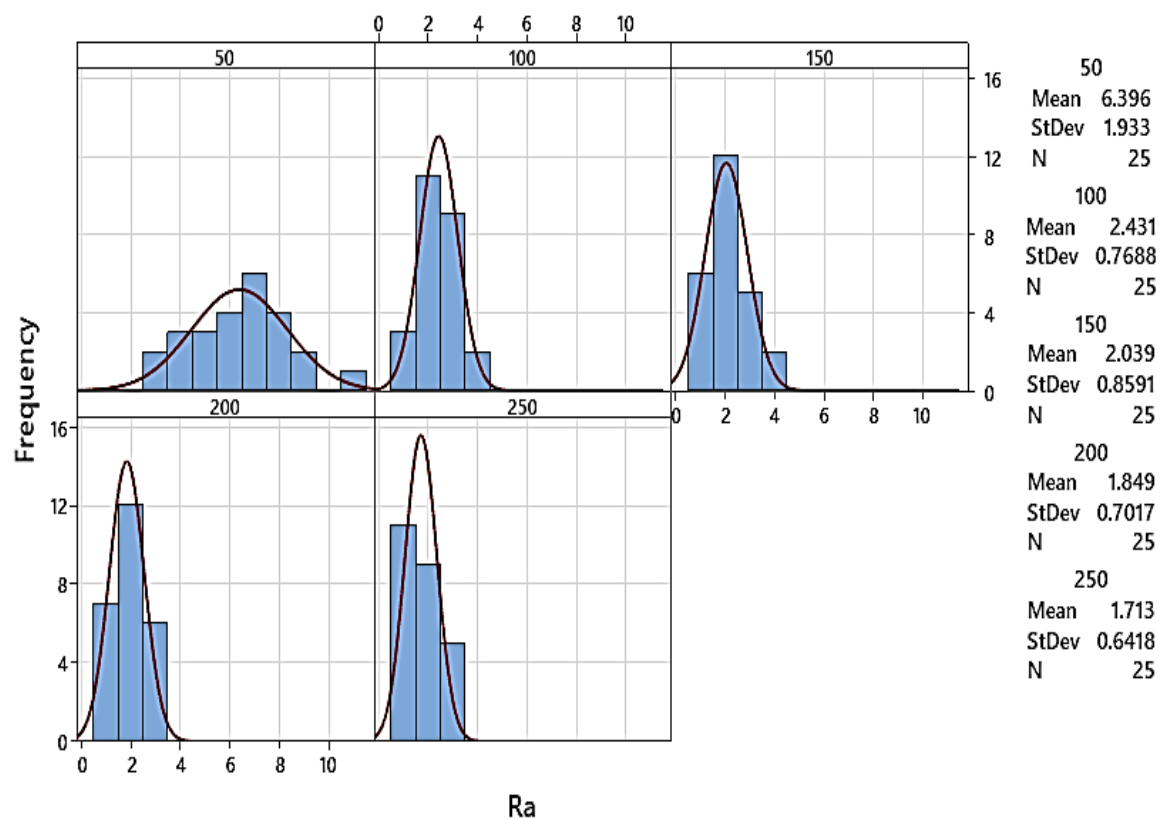 0 2 4 6 8 10
50 100 150
16
12
8
4
0
0 2 4 6 8 10
200 250
16
12
8
4
0
0 2 4 6 8 10
Frequency
Ra
50
Mean 6.396
StDev 1.933
N 25
100
Mean 2.431
StDev 0.7688
N 25
150
Mean 2.039
StDev 0.8591
N 25
200
Mean 1.849
StDev 0.7017
N 25
250
Mean 1.713
StDev 0.6418
N 25